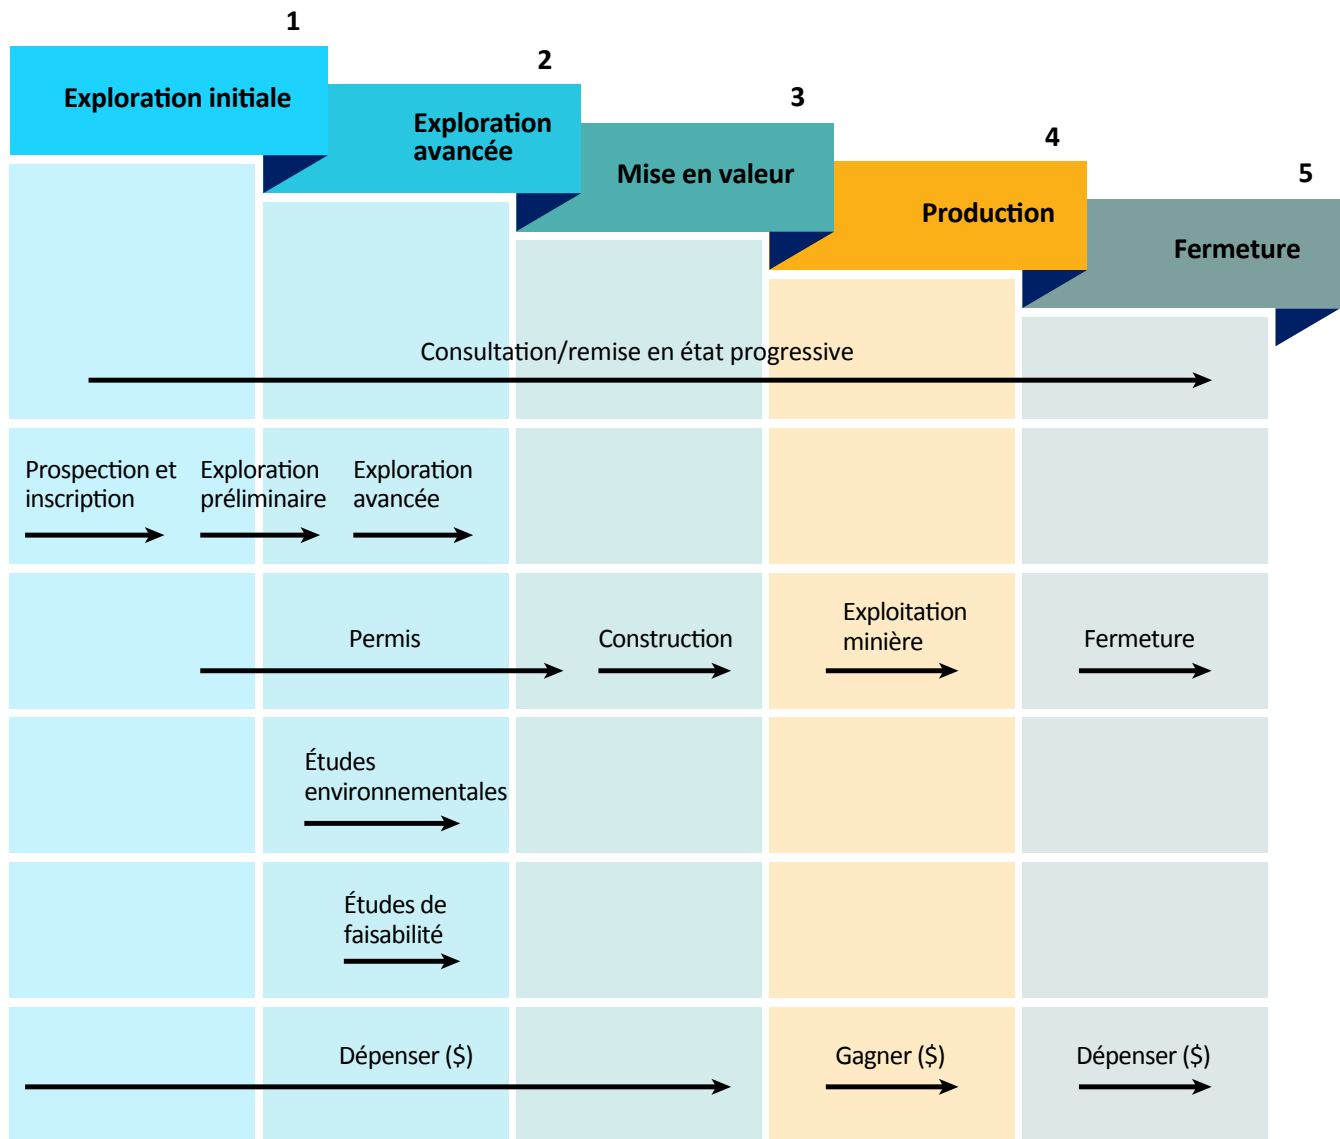 1
Exploration initiale
2
Exploration
avancée
3
Mise en valeur
4
Production
5
Fermeture
Consultation/remise en état progressive
Prospection et
inscription
Exploration
préliminaire
Exploration
avancée
Permis
Construction
Exploitation
minière
Fermeture
Études
environnementales
Études de
faisabilité
Dépenser ($)
Gagner ($)
Dépenser ($)